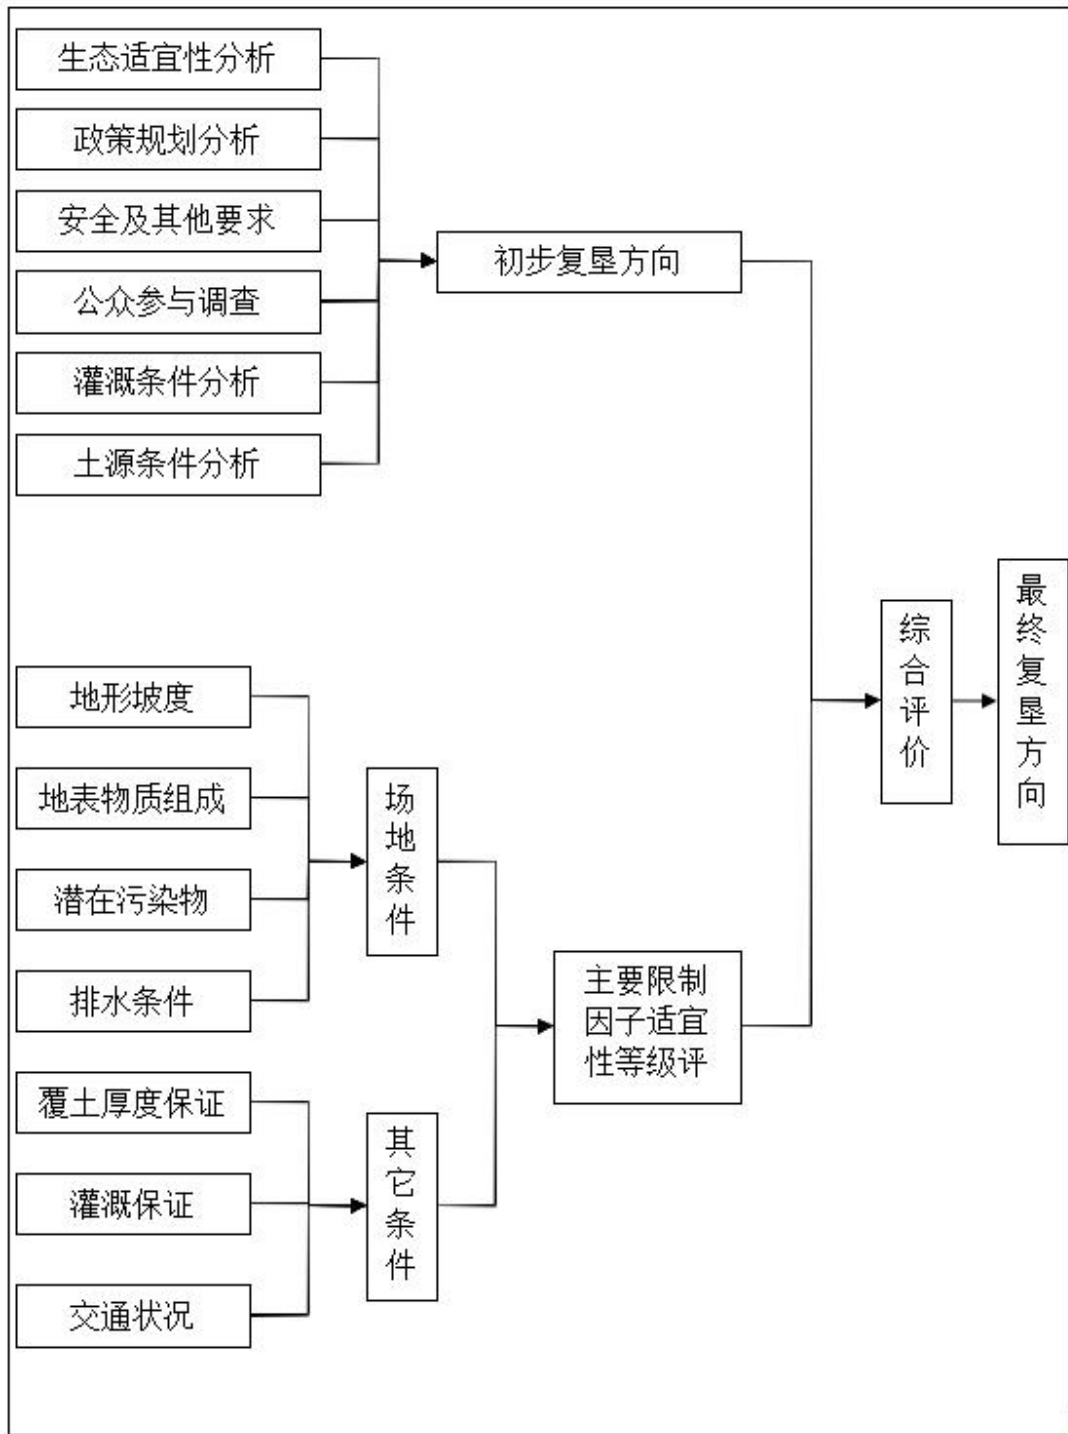 生态适宜性分析
政策规划分析
安全及其他要求
公众参与调查
灌溉条件分析
土源条件分析
初步复垦方向
地形坡度
地表物质组成
潜在污染物
排水条件
场地条件
覆土厚度保证
灌溉保证
交通状况
其它条件
主要限制
因子适宜
性等级评
综合评价
最终复垦方向